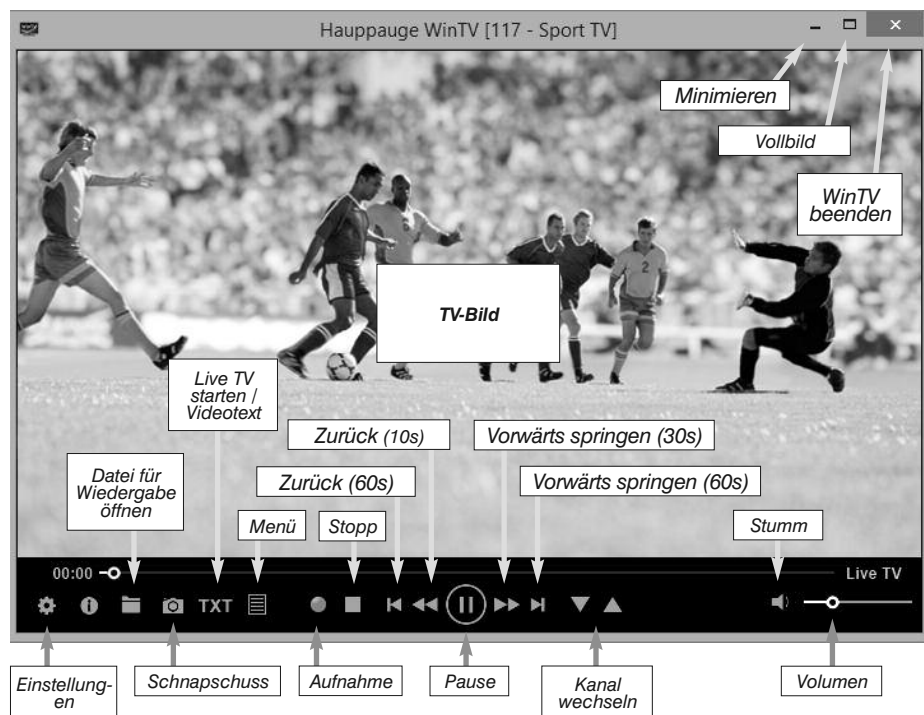 Hauppauge WinTV [117 - Sport TV]
Minimieren
Vollbild
WinTV
beenden
2
TV-Bild
Live TV
starten /
Videotext
Zurück (10s)
Vorwärts springen (30s)
Datei für
Wiedergabe
öffnen
Zurück (60s)
Vorwärts springen (60s)
Menü
Stopp
Stumm
00:00
Live TV
TXT
Einstellung-
en
Schnapschuss
Aufnahme
Pause
Kanal
wechseln
Volumen